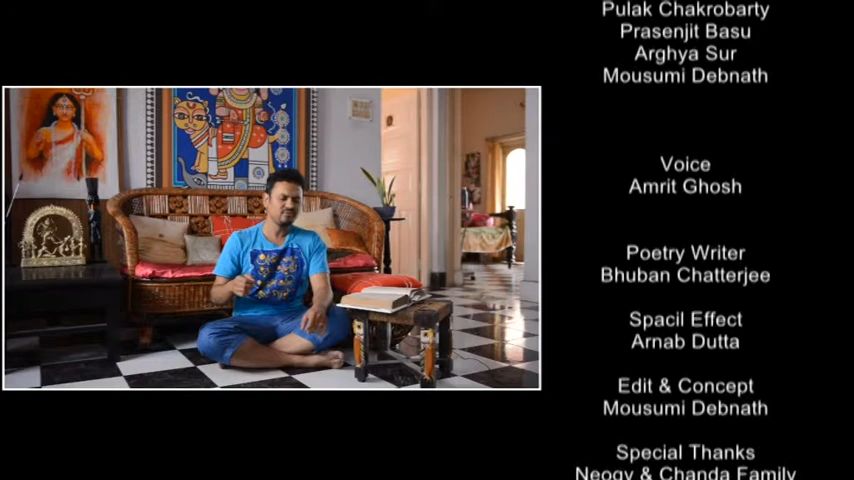 Pulak Chakrobarty
Prasenjit Basu
Arghya Sur
Mousumi Debnath
Voice
Amrit Ghosh
Poetry Writer
Bhuban Chatterjee
Spacil Effect
Arnab Dutta
Edit & Concept
Mousumi Debnath
Special Thanks
Neogy & Chanda Family